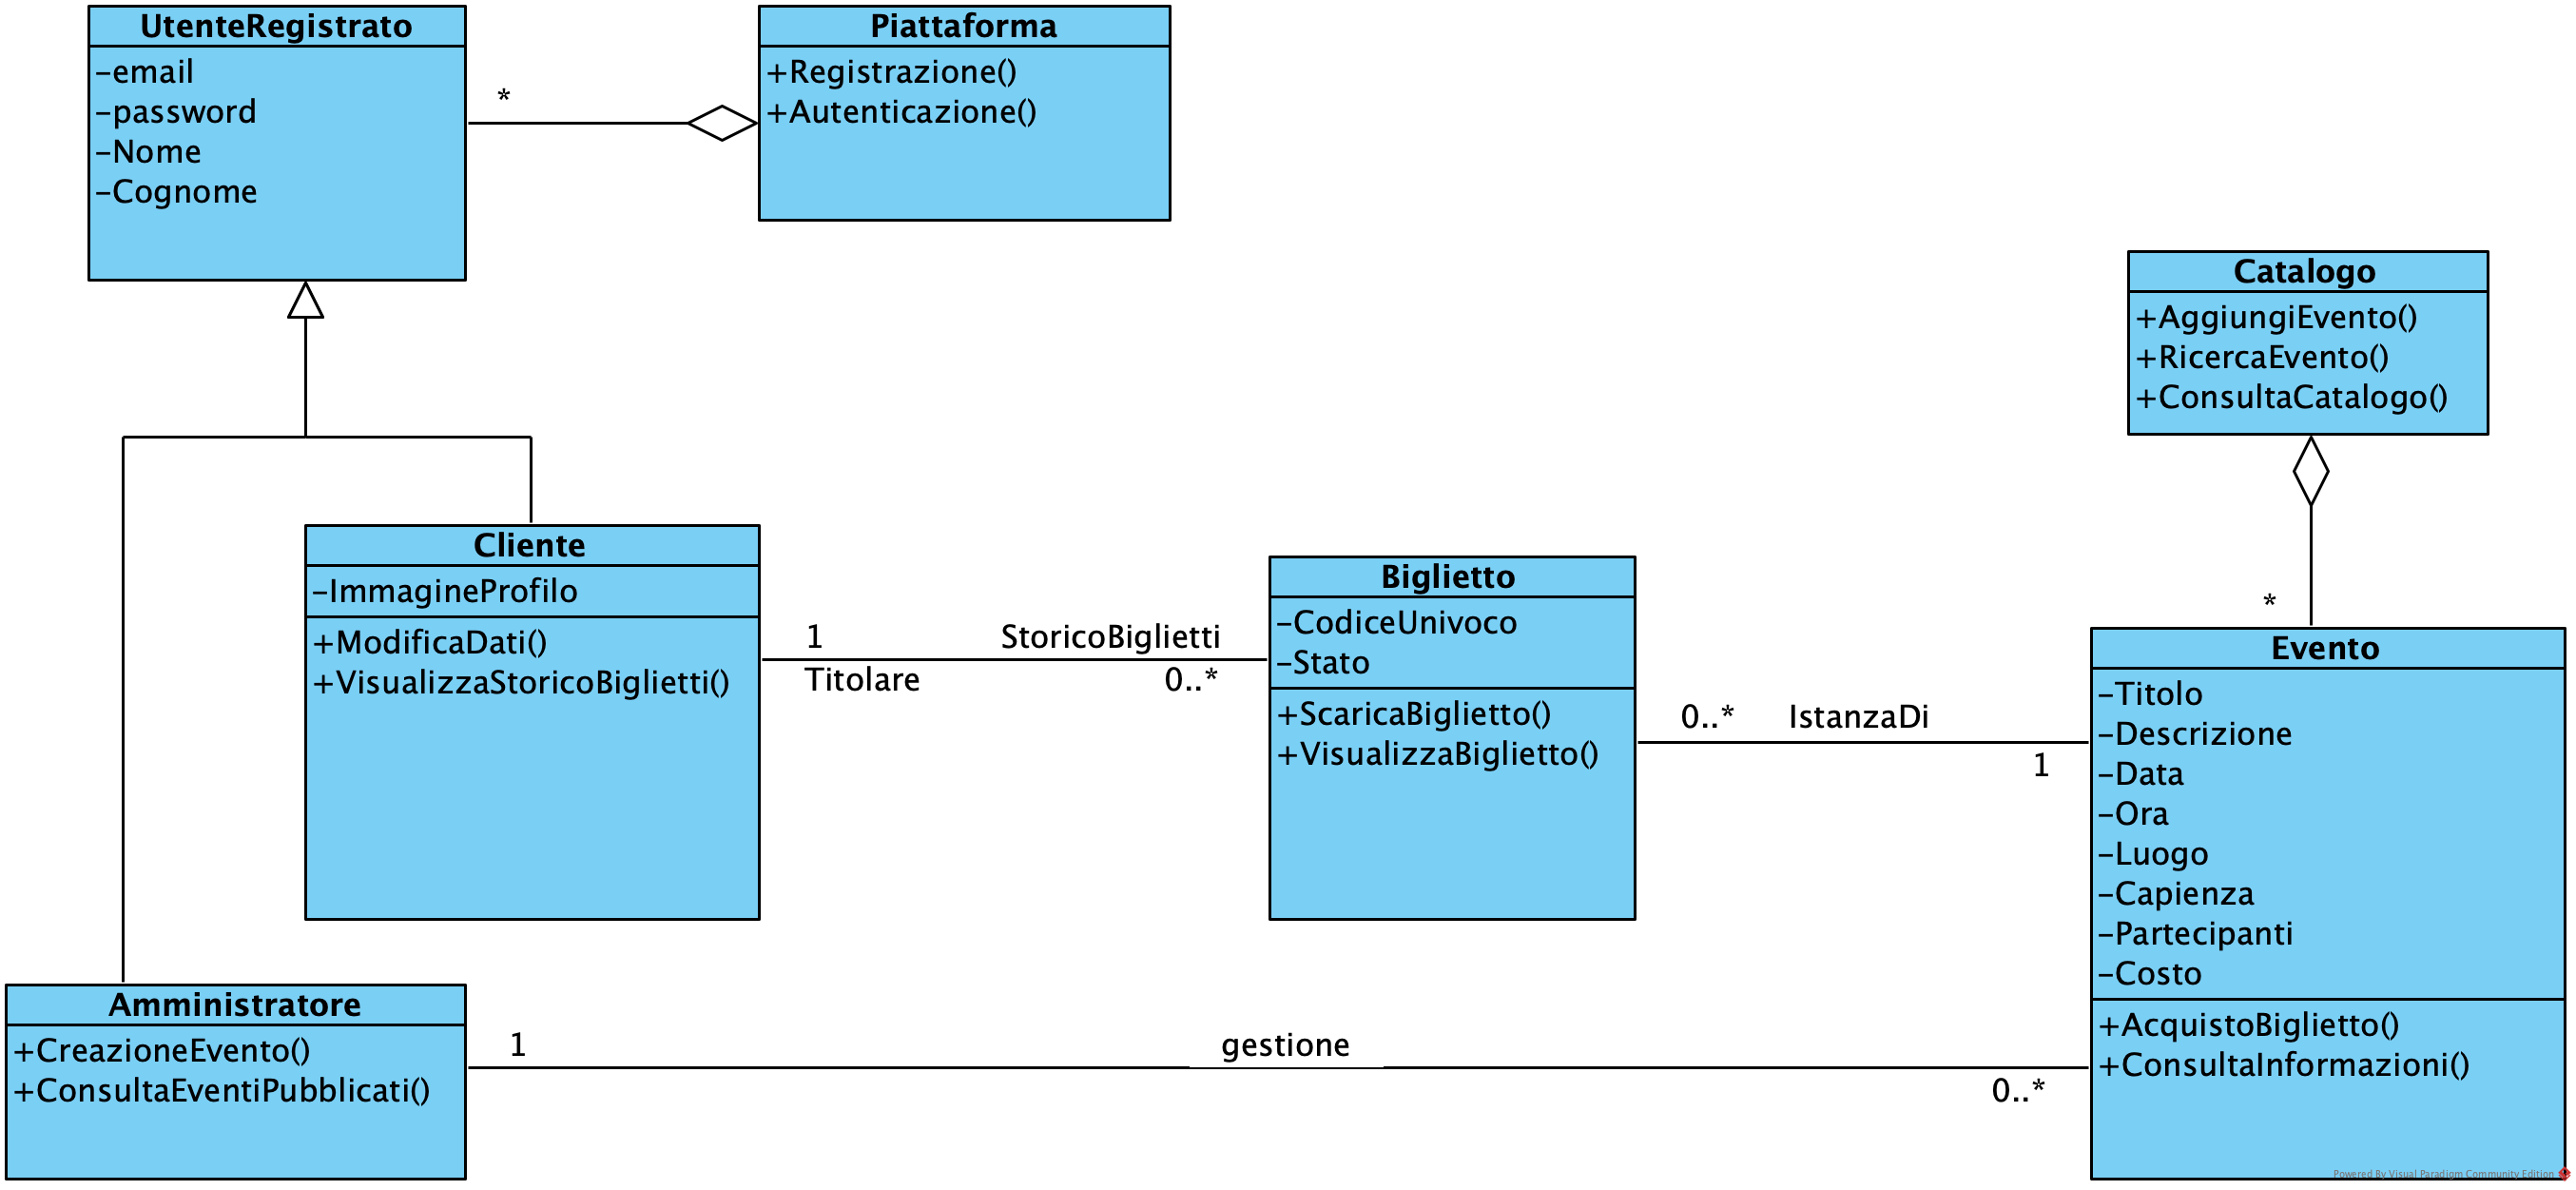 UtenteRegistrato
-email
-password
-Nome
-Cognome
*
Piattaforma
+Registrazione()
+Autenticazione()
Catalogo
+AggiungiEvento()
+RicercaEvento()
+ConsultaCatalogo()
*
Cliente
-ImmagineProfilo
+ModificaDati()
+VisualizzaStoricoBiglietti()
1
StoricoBiglietti
Titolare
0..*
Biglietto
-CodiceUnivoco
-Stato
+ScaricaBiglietto()
+VisualizzaBiglietto()
0..*
IstanzaDi
1
Evento
-Titolo
-Descrizione
-Data
-Ora
-Luogo
-Capienza
-Partecipanti
-Costo
+AcquistoBiglietto()
+ConsultaInformazioni()
Amministratore
+CreazioneEvento()
+ConsultaEventiPubblicati()
1
gestione
0..*
Powered By Visual Paradigm Community Edition